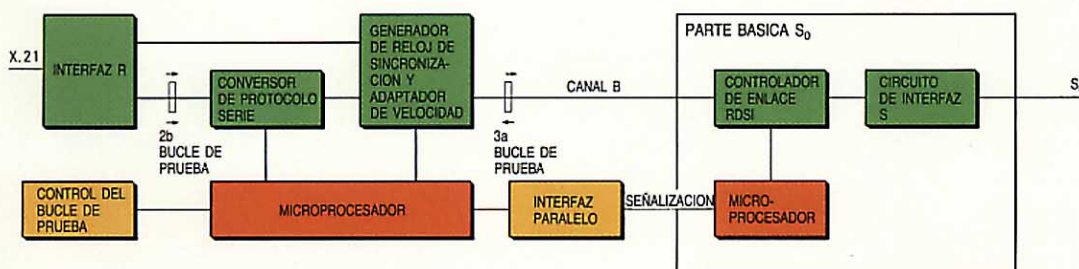 X.21
INTERFAZ R
2b
BUCLE DE
PRUEBA
CONVERSOR
DE PROTOCOLO
SERIE
GENERADOR
DE RELOJ DE
SINCRONIZA-
CION Y
ADAPTADOR
DE VELOCIDAD
3a
BUCLE DE
PRUEBA
CANAL B
PARTE BASICA S₀
CONTROLADOR
DE ENLACE
RDSI
CIRCUITO
DE INTERFAZ
S
S
CONTROL DEL
BUCLE DE
PRUEBA
MICROPROCESADOR
INTERFAZ
PARALELO
SEÑALIZACION
MICRO-
PROCESADOR